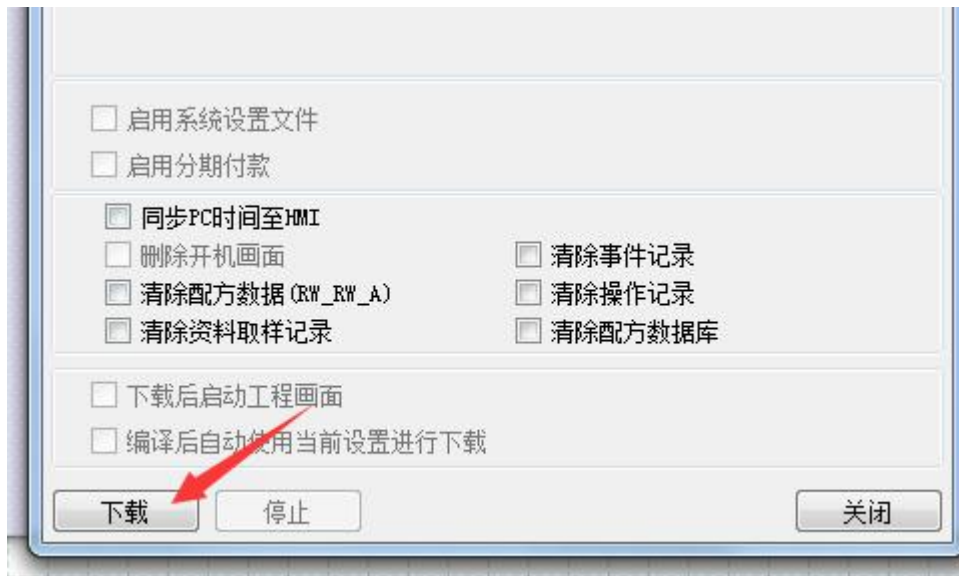 启用系统设置文件
启用分期付款
同步PC时间至HMI
删除开机画面 清除事件记录
清除配方数据(RW_RW_A) 清除操作记录
清除资料取样记录 清除配方数据库
下载后启动工程画面
编译后自动使用当前设置进行下载
下载 停止 关闭